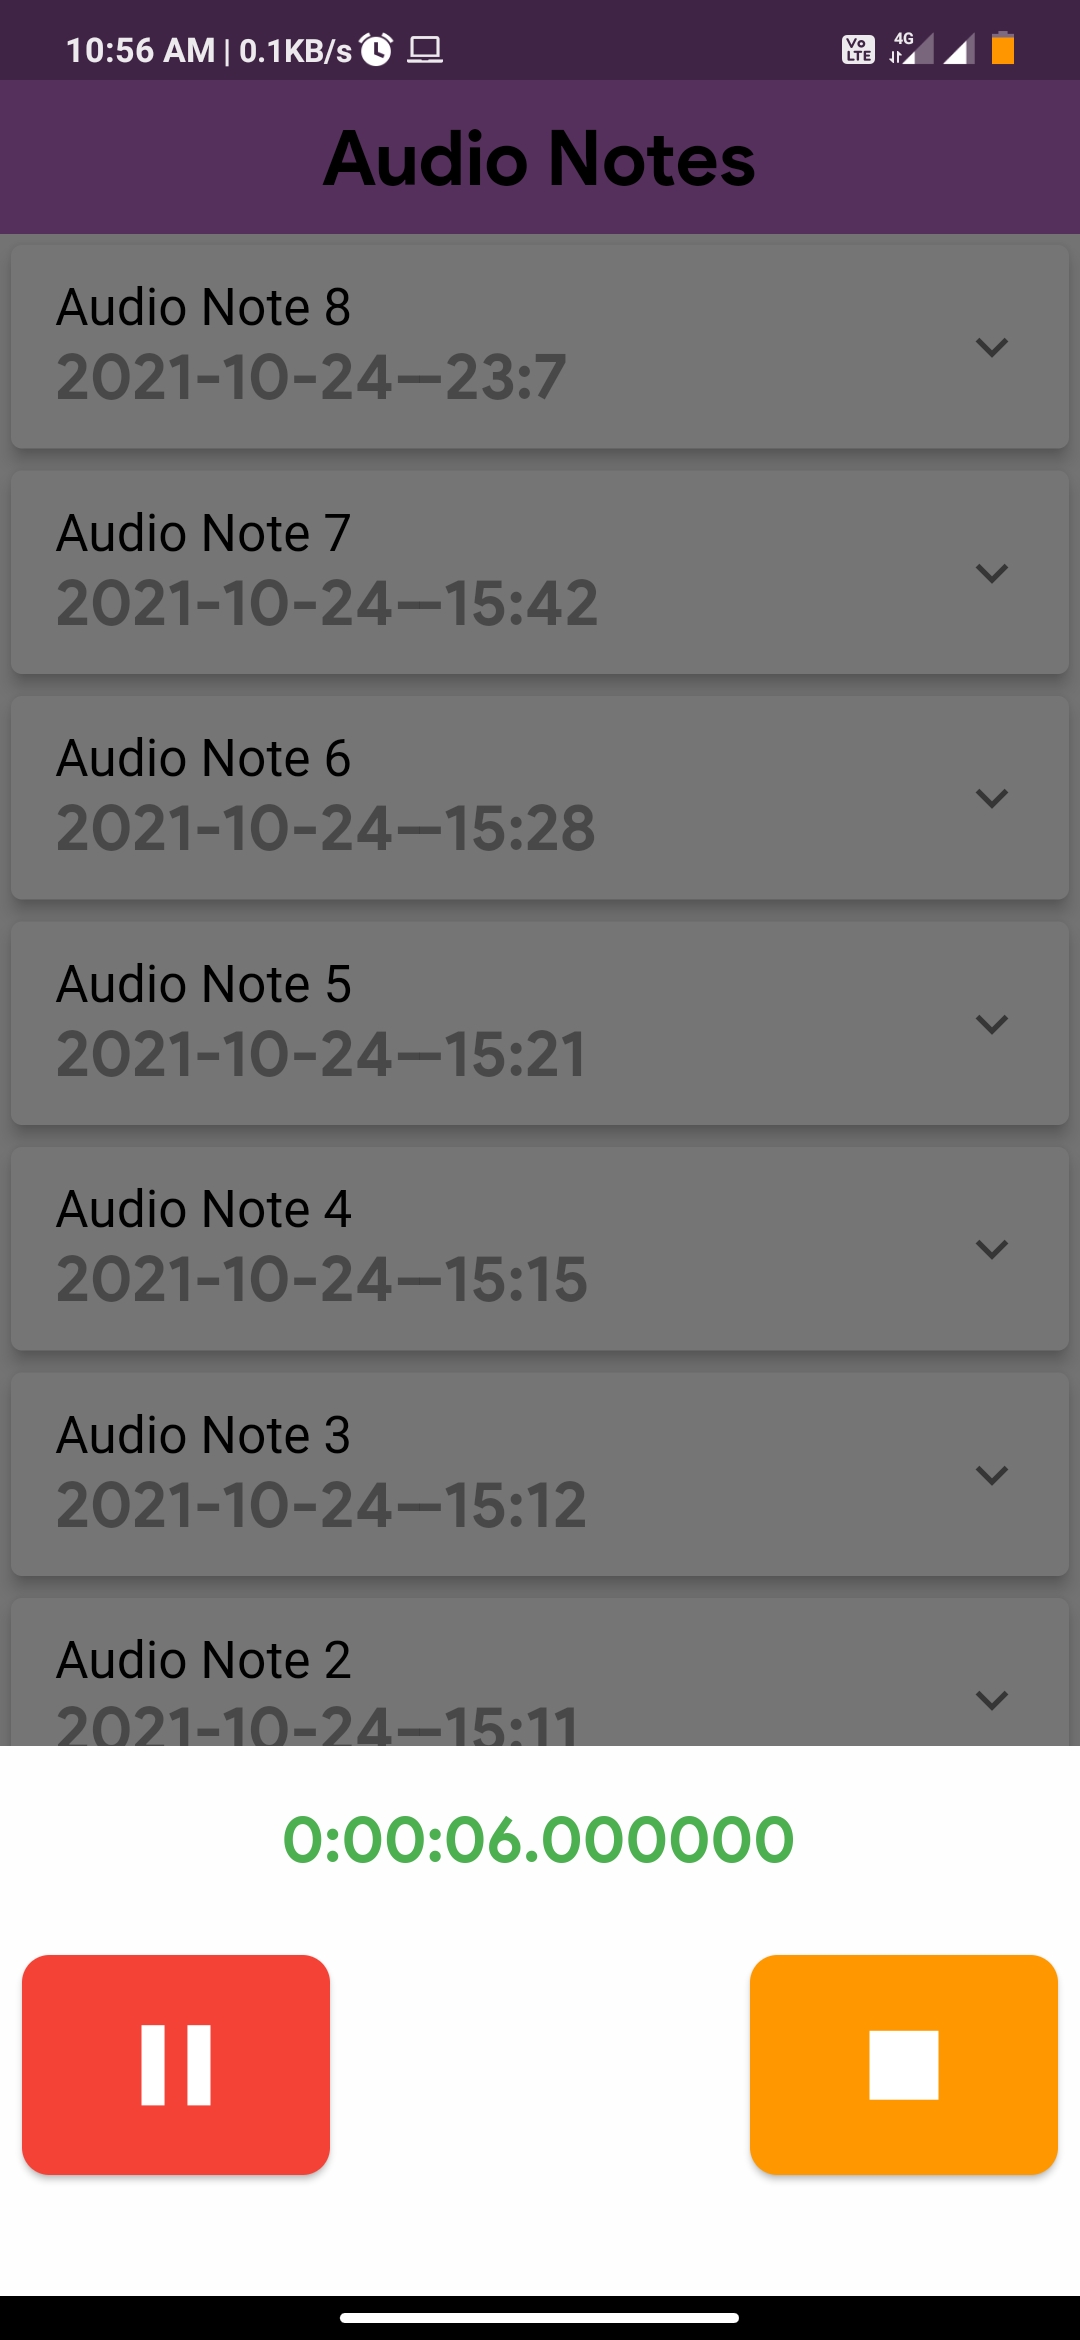 10:56 AM | 0.1KB/s
Vo LTE
4G
Audio Notes
Audio Note 8
2021-10-24—23:7
Audio Note 7
2021-10-24—15:42
Audio Note 6
2021-10-24—15:28
Audio Note 5
2021-10-24—15:21
Audio Note 4
2021-10-24—15:15
Audio Note 3
2021-10-24—15:12
Audio Note 2
2021-10-24—15:11
0:00:06.000000